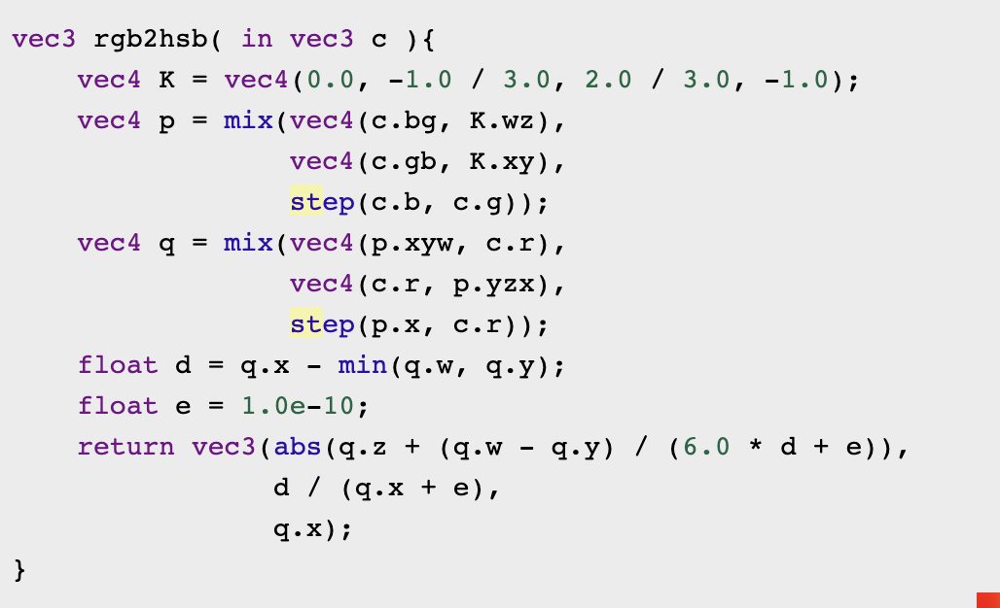 vec3 rgb2hsb( in vec3 c ){
    vec4 K = vec4(0.0, -1.0 / 3.0, 2.0 / 3.0, -1.0);
    vec4 p = mix(vec4(c.bg, K.wz),
                 vec4(c.gb, K.xy),
                 step(c.b, c.g));
    vec4 q = mix(vec4(p.xyw, c.r),
                 vec4(c.r, p.yzx),
                 step(p.x, c.r));
    float d = q.x - min(q.w, q.y);
    float e = 1.0e-10;
    return vec3(abs(q.z + (q.w - q.y) / (6.0 * d + e)),
                d / (q.x + e),
                q.x);
}